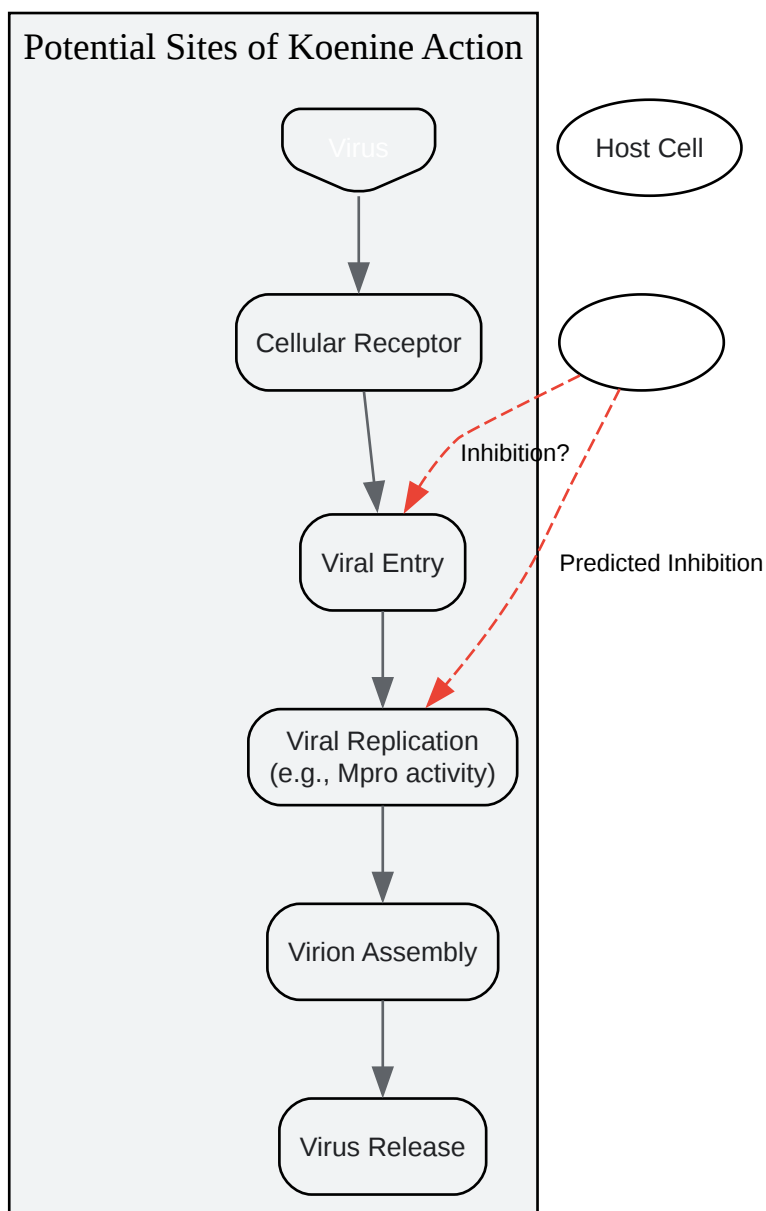 Potential Sites of Koenine Action
Virus
Host Cell
Cellular Receptor
Inhibition?
Viral Entry
Predicted Inhibition
Viral Replication
(e.g., Mpro activity)
Virion Assembly
Virus Release